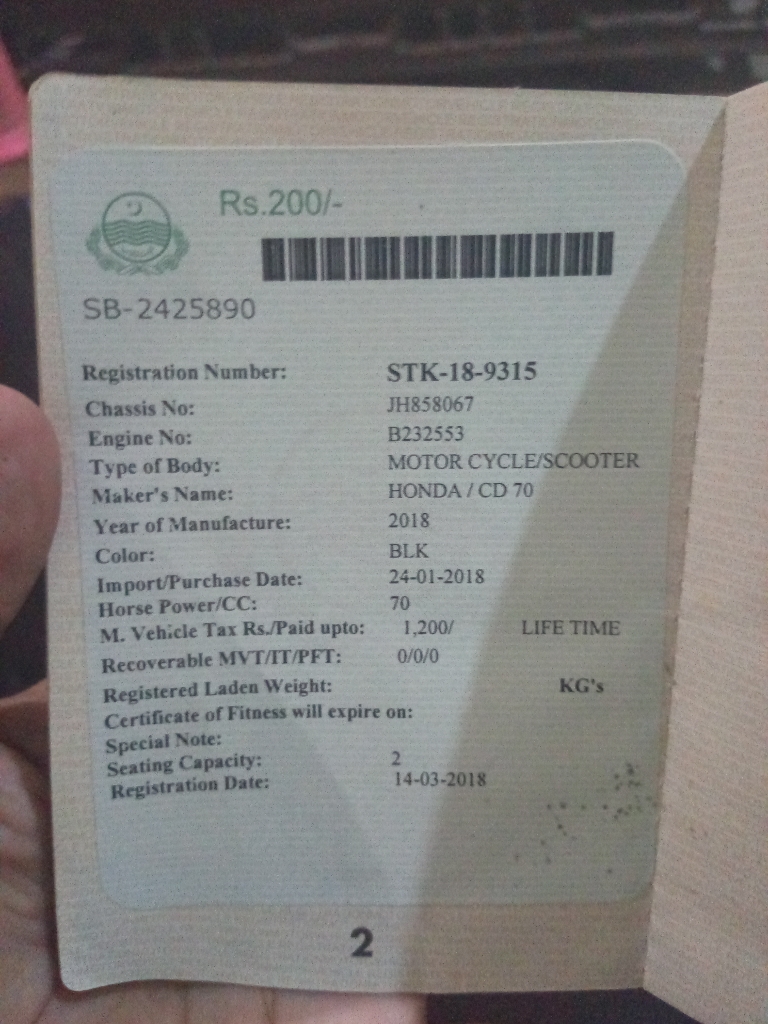 Rs.200/-
SB-2425890
Registration Number: STK-18-9315
Chassis No: JH858067
Engine No: B232553
Type of Body: MOTOR CYCLE/SCOOTER
Maker's Name: HONDA / CD 70
Year of Manufacture: 2018
Color: BLK
Import/Purchase Date: 24-01-2018
Horse Power/CC: 70
M. Vehicle Tax Rs./Paid upto: 1,200/ LIFE TIME
Recoverable MVT/IT/PFT: 0/0/0
Registered Laden Weight: KG's
Certificate of Fitness will expire on:
Special Note:
Seating Capacity: 2
Registration Date: 14-03-2018
2